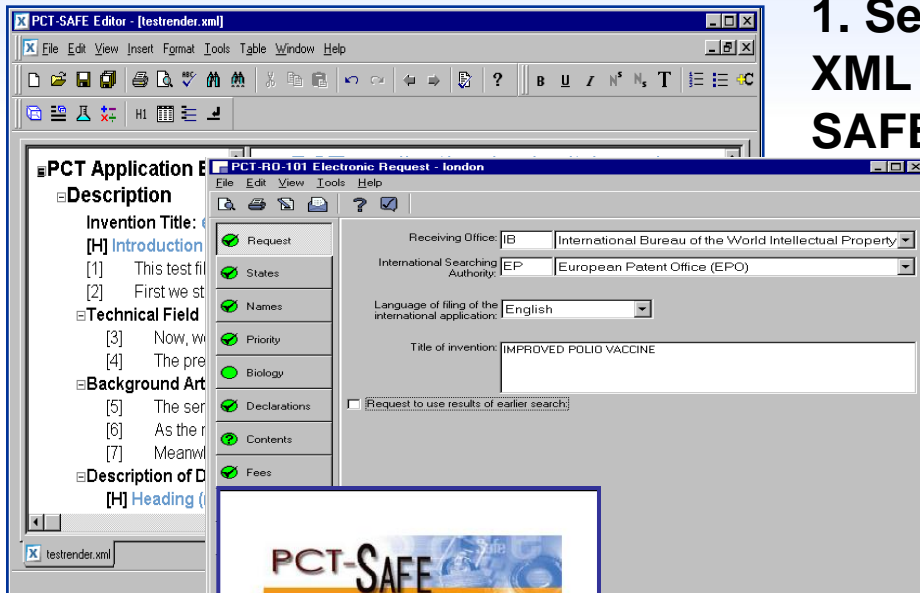 PCT-SAFE Editor - [testrender.xml]
File Edit View Insert Format Tools Table Window Help
B U I N^s N_s T
H1
1. Se
XML
SAFE
PCT Application E
Description
Invention Title:
[H] Introduction
[1] This test fil
[2] First we st
Technical Field
[3] Now, w
[4] The pre
Background Art
[5] The ser
[6] As the r
[7] Meanwl
Description of D
[H] Heading (
testrender.xml
PCT-RO-101 Electronic Request - london
File Edit View Tools Help
Request
States
Names
Priority
Biology
Declarations
Contents
Fees
Receiving Office: IB International Bureau of the World Intellectual Property
International Searching
Authority: EP European Patent Office (EPO)
Language of filing of the
international application: English
Title of invention: IMPROVED POLIO VACCINE
Request to use results of earlier search:
PCT-SAFE
Safe